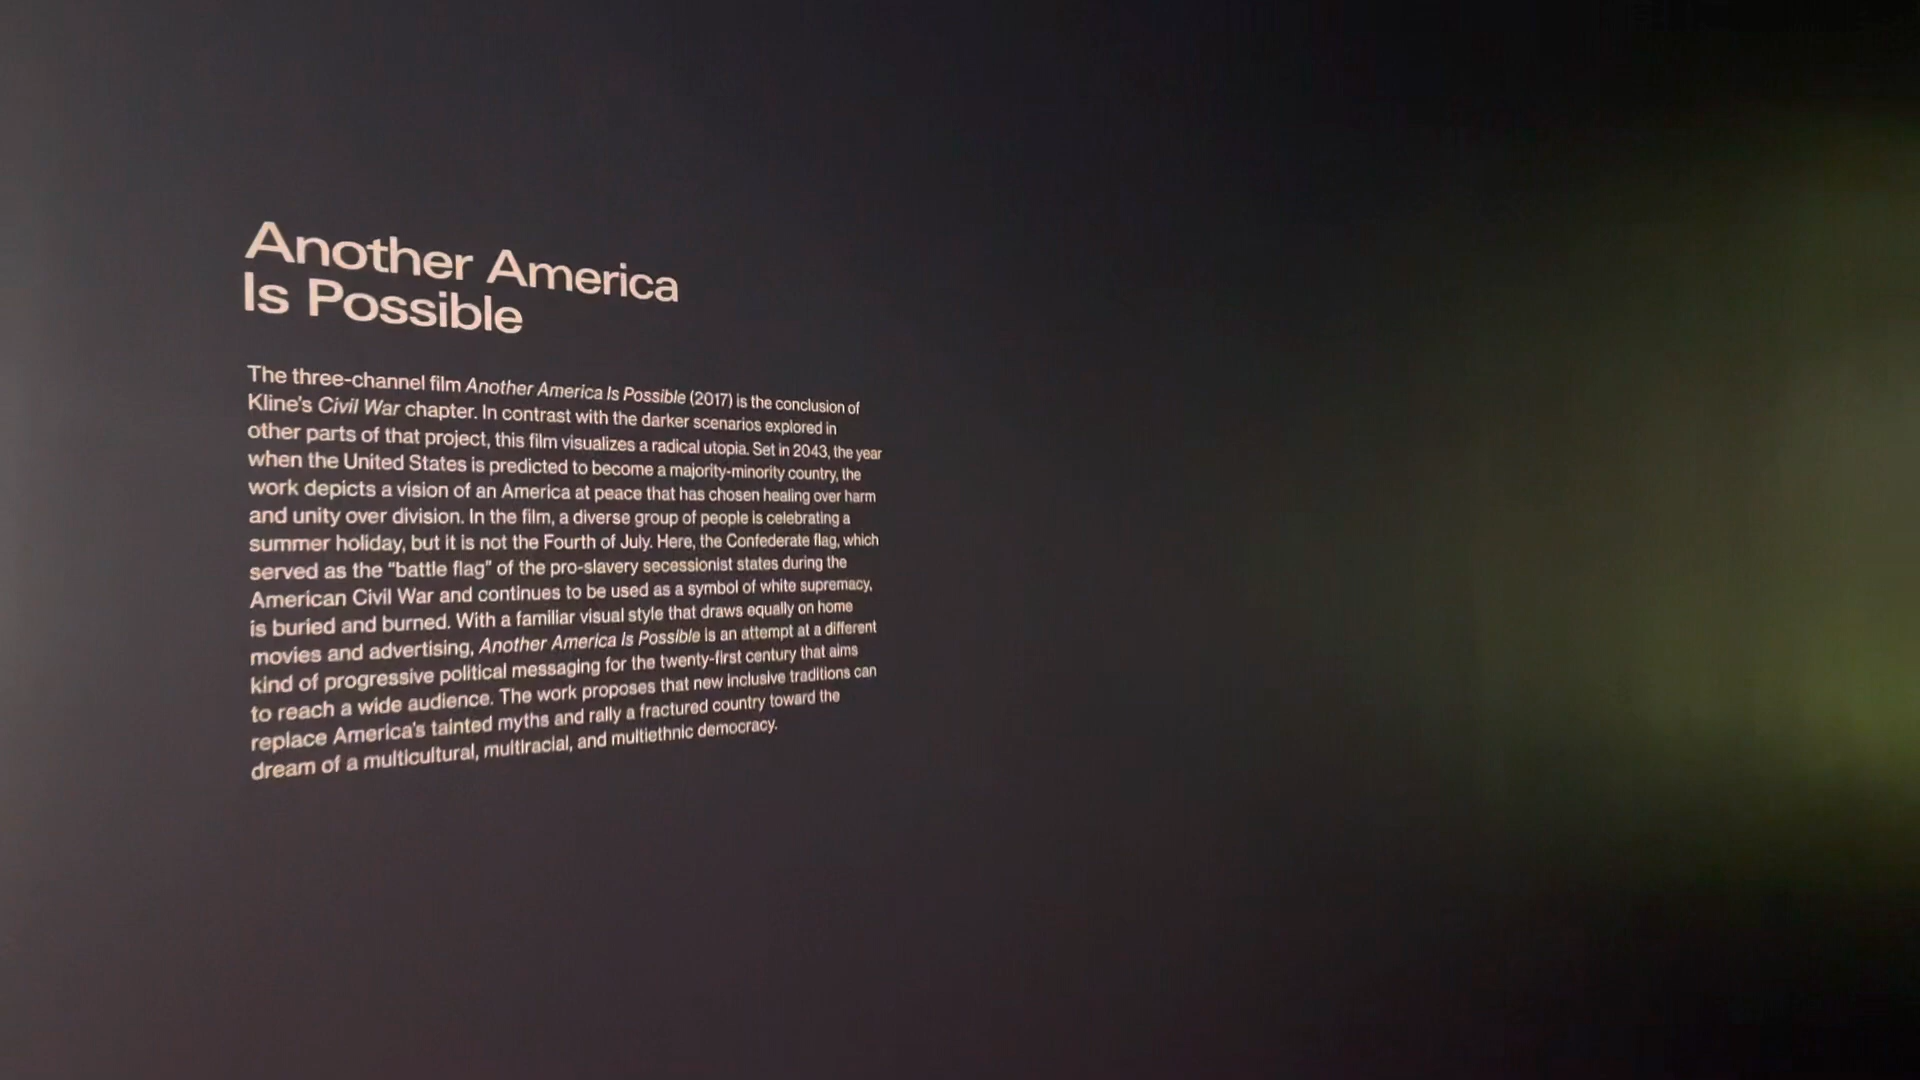 Another America
Is Possible
The three-channel film Another America Is Possible (2017) is the conclusion of
Kline's Civil War chapter. In contrast with the darker scenarios explored in
other parts of that project, this film visualizes a radical utopia. Set in 2043, the year
when the United States is predicted to become a majority-minority country, the
work depicts a vision of an America at peace that has chosen healing over harm
and unity over division. In the film, a diverse group of people is celebrating a
summer holiday, but it is not the Fourth of July. Here, the Confederate flag, which
served as the “battle flag” of the pro-slavery secessionist states during the
American Civil War and continues to be used as a symbol of white supremacy,
is buried and burned. With a familiar visual style that draws equally on home
movies and advertising, Another America Is Possible is an attempt at a different
kind of progressive political messaging for the twenty-first century that aims
to reach a wide audience. The work proposes that new inclusive traditions can
replace America's tainted myths and rally a fractured country toward the
dream of a multicultural, multiracial, and multiethnic democracy.